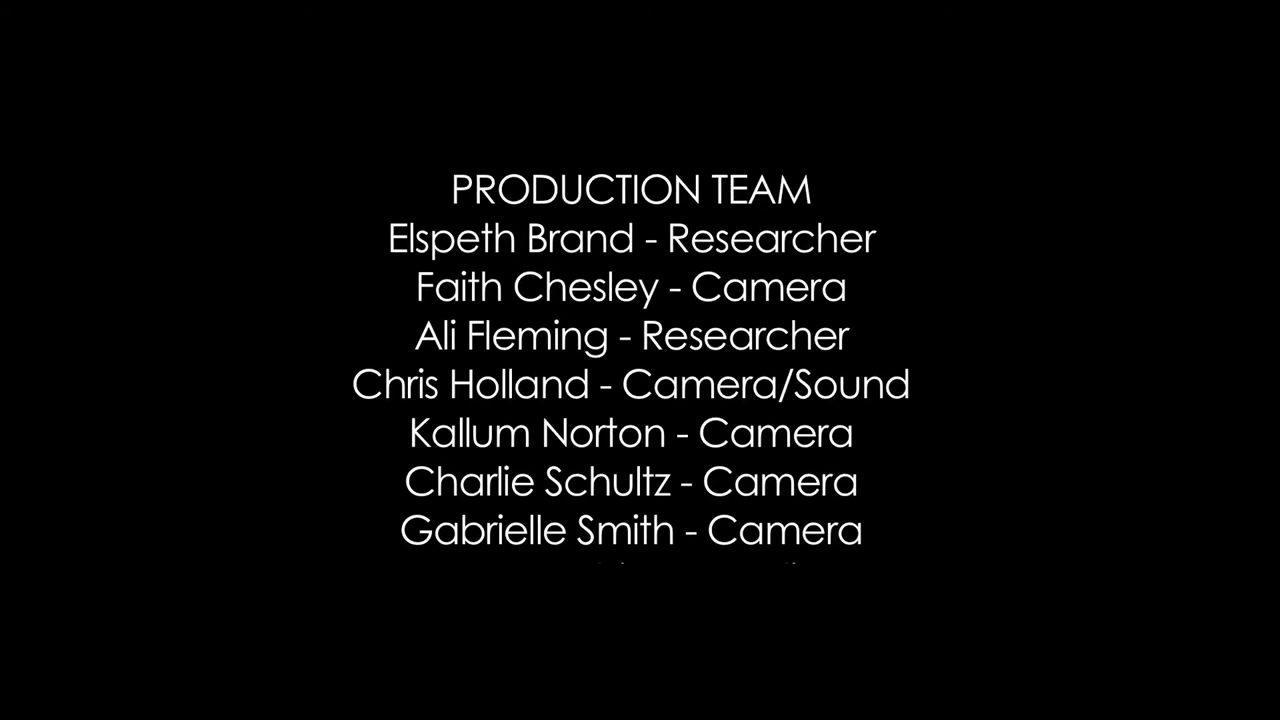 PRODUCTION TEAM
Elspeth Brand - Researcher
Faith Chesley - Camera
Ali Fleming - Researcher
Chris Holland - Camera/Sound
Kallum Norton - Camera
Charlie Schultz - Camera
Gabrielle Smith - Camera